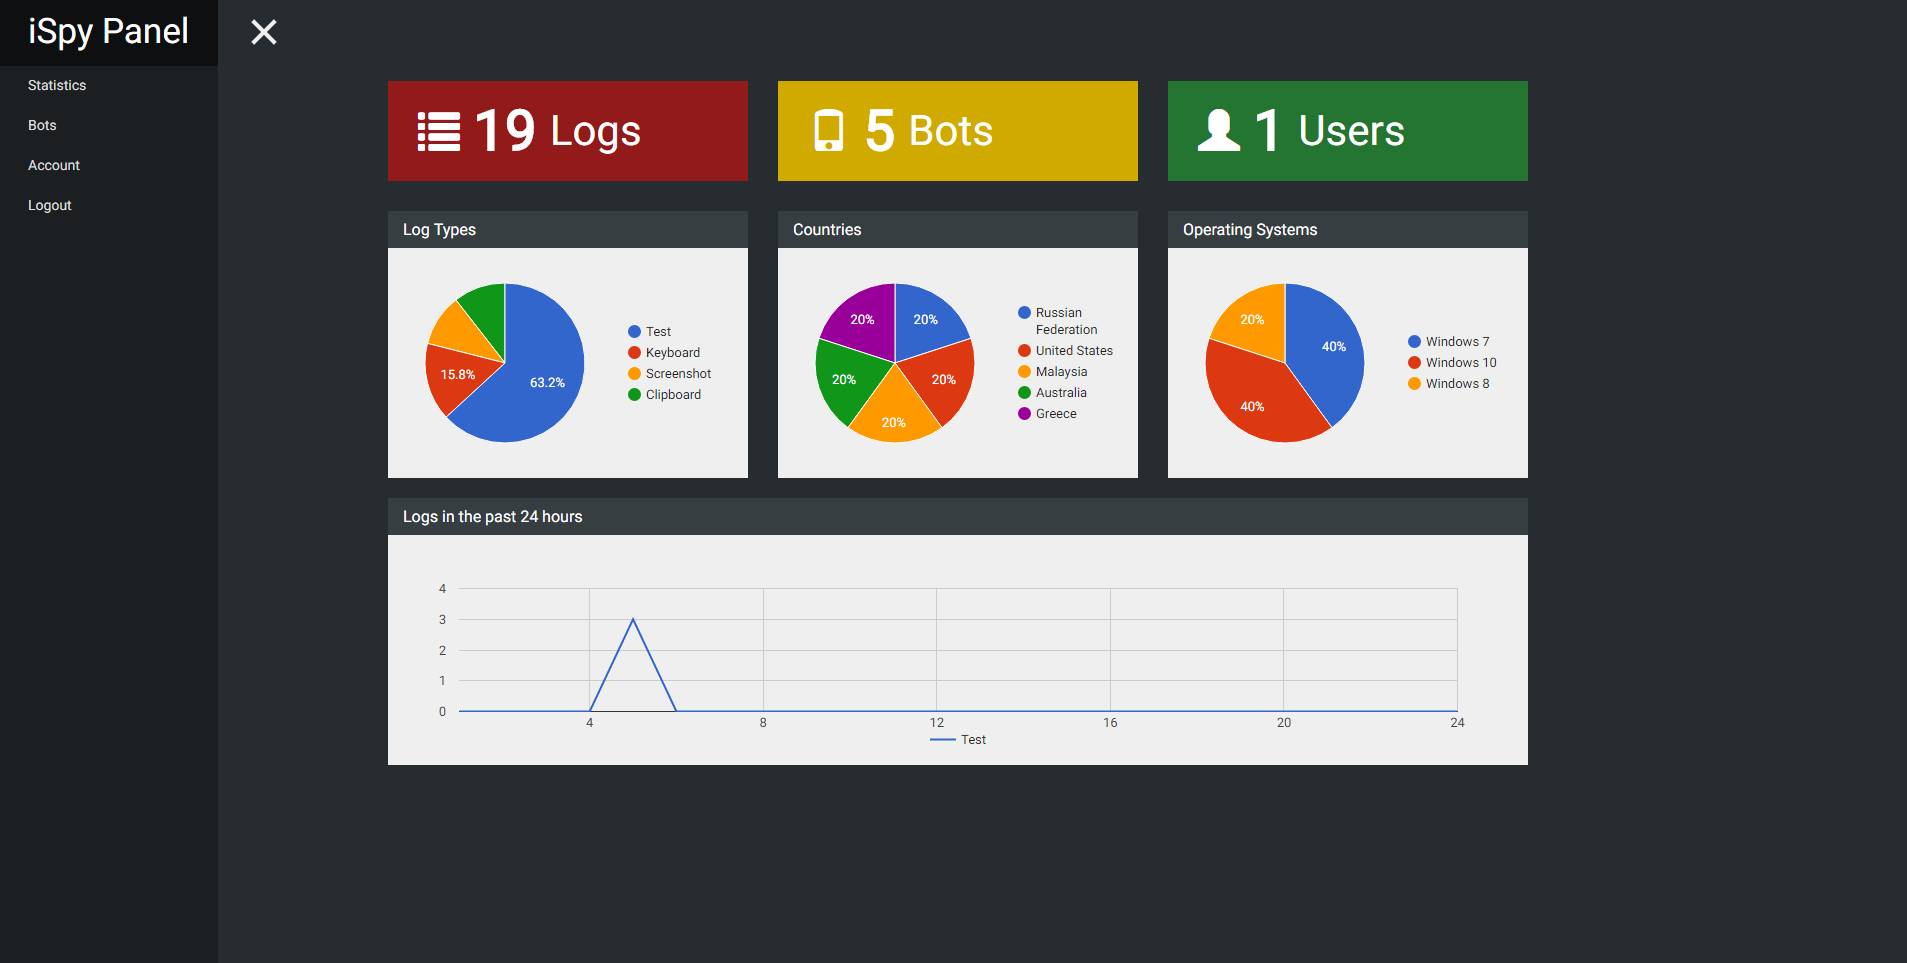 iSpy Panel
Statistics
Bots
Account
Logout
19 Logs
5 Bots
1 Users
Log Types
63.2%
15.8%
Test
Keyboard
Screenshot
Clipboard
Countries
20%
20%
20%
20%
20%
Russian
Federation
United States
Malaysia
Australia
Greece
Operating Systems
20%
40%
40%
Windows 7
Windows 10
Windows 8
Logs in the past 24 hours
4
3
2
1
0
4 8 12 16 20 24
Test